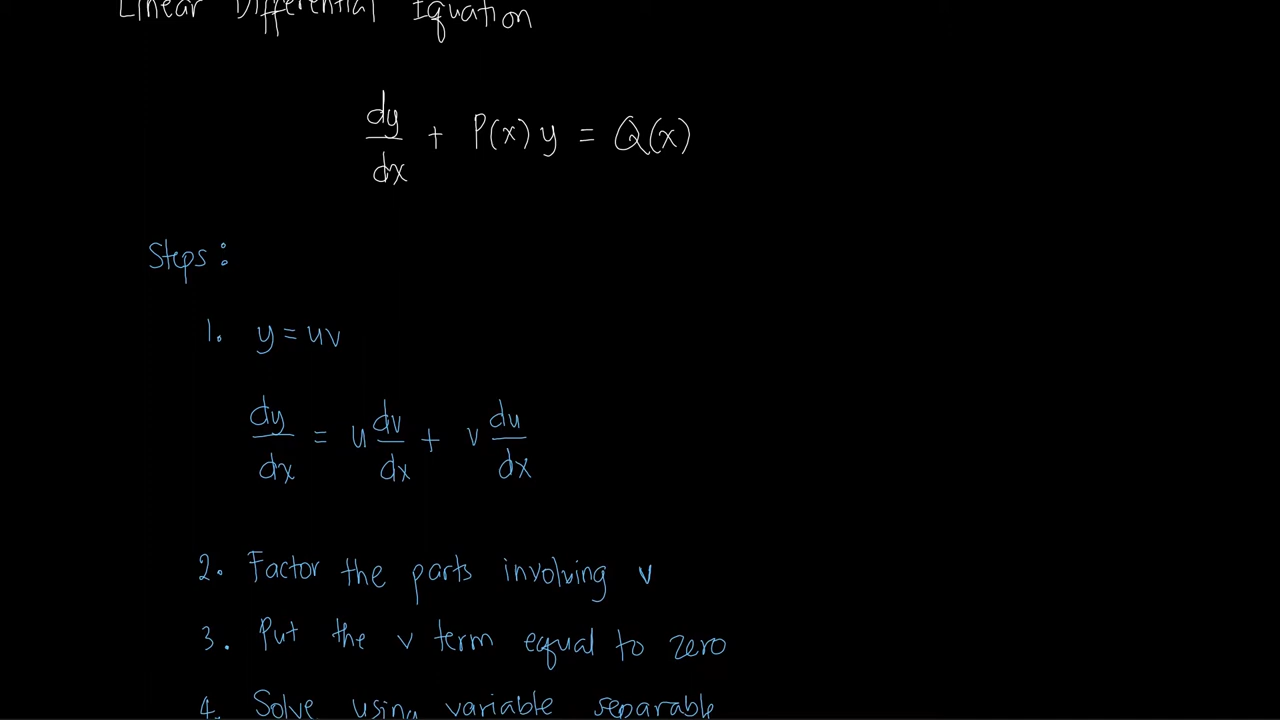 Linear Differential Equation
dy/dx + P(x) y = Q(x)
Steps:
1. y = uv
dy/dx = u dv/dx + v du/dx
2. Factor the parts involving v
3. Put the v term equal to zero
4. Solve using variable separable